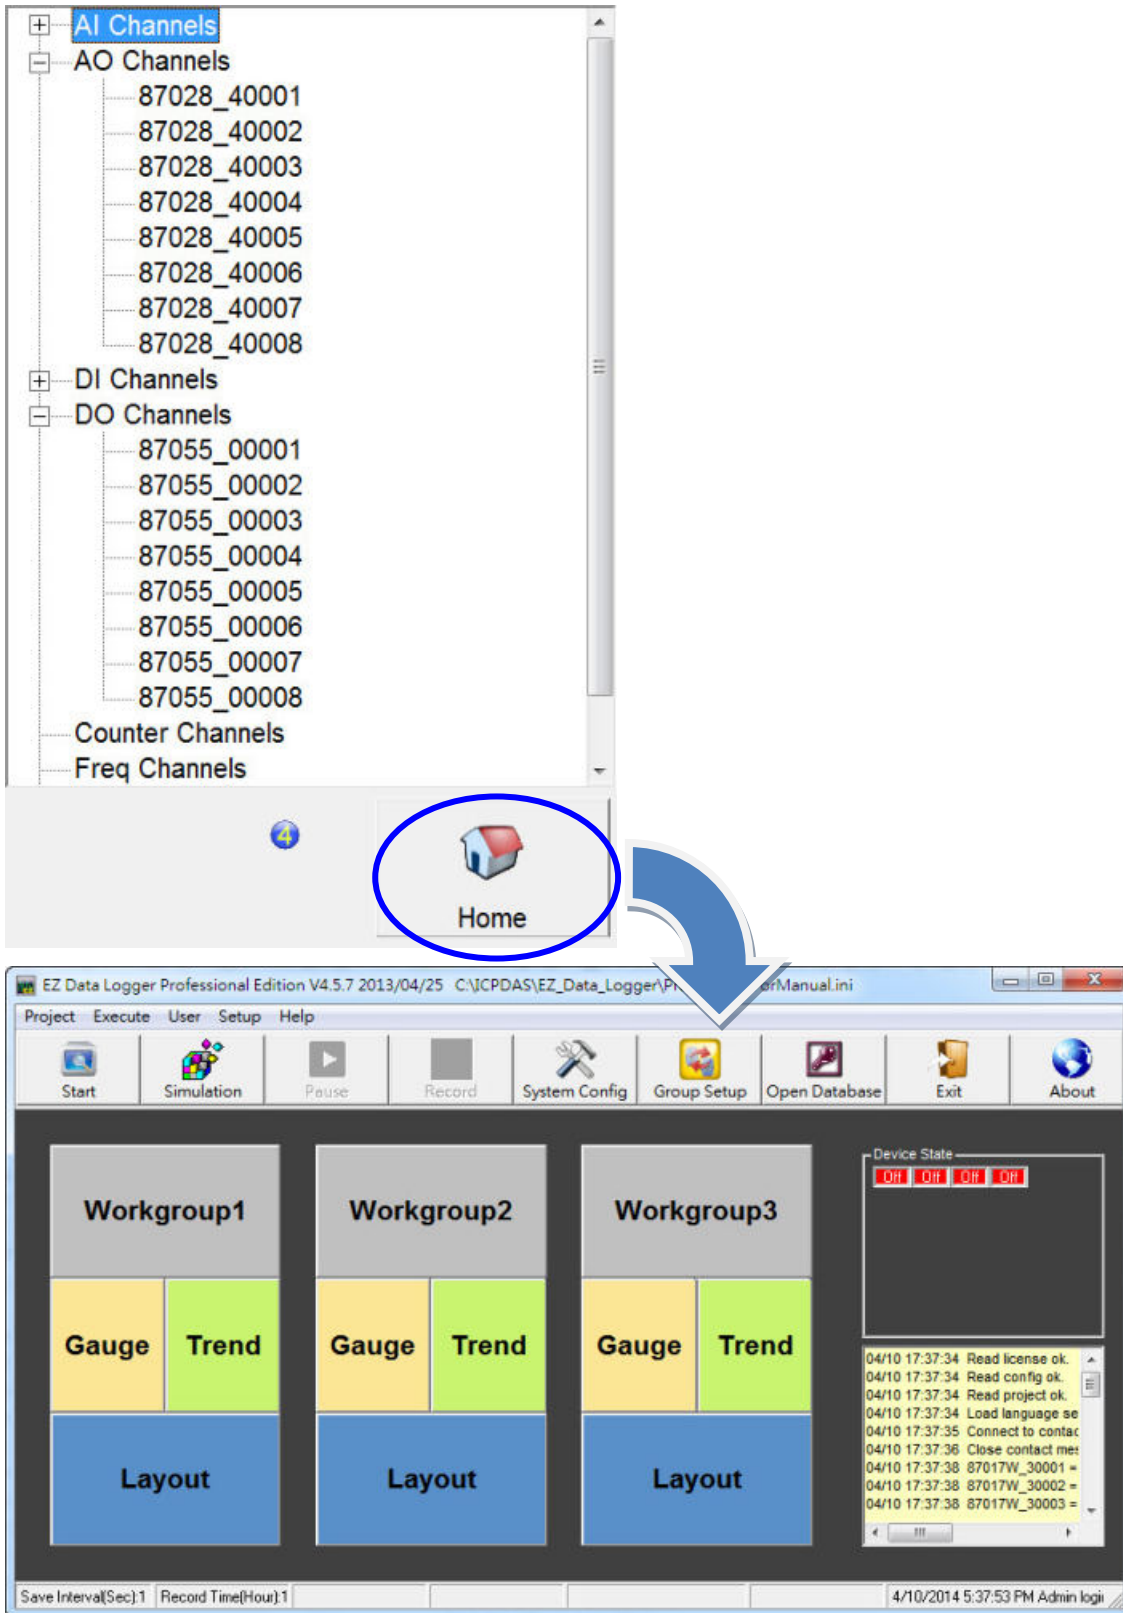 AI Channels
AO Channels
87028_40001
87028_40002
87028_40003
87028_40004
87028_40005
87028_40006
87028_40007
87028_40008
DI Channels
DO Channels
87055_00001
87055_00002
87055_00003
87055_00004
87055_00005
87055_00006
87055_00007
87055_00008
Counter Channels
Freq Channels
4
Home
EZ Data Logger Professional Edition V4.5.7 2013/04/25 C:\ICPDAS\EZ_Data_Logger\Pr orManual.ini
Project Execute User Setup Help
Start Simulation Pause Record System Config Group Setup Open Database Exit About
Device State
Off Off Off Off
Workgroup1 Workgroup2 Workgroup3
Gauge Trend Gauge Trend Gauge Trend
Layout Layout Layout
04/10 17:37:34 Read license ok.
04/10 17:37:34 Read config ok.
04/10 17:37:34 Read project ok.
04/10 17:37:34 Load language se
04/10 17:37:35 Connect to contac
04/10 17:37:36 Close contact mes
04/10 17:37:38 87017W_30001 =
04/10 17:37:38 87017W_30002 =
04/10 17:37:38 87017W_30003 =
Save Interval(Sec):1 Record Time(Hour):1 4/10/2014 5:37:53 PM Admin logi